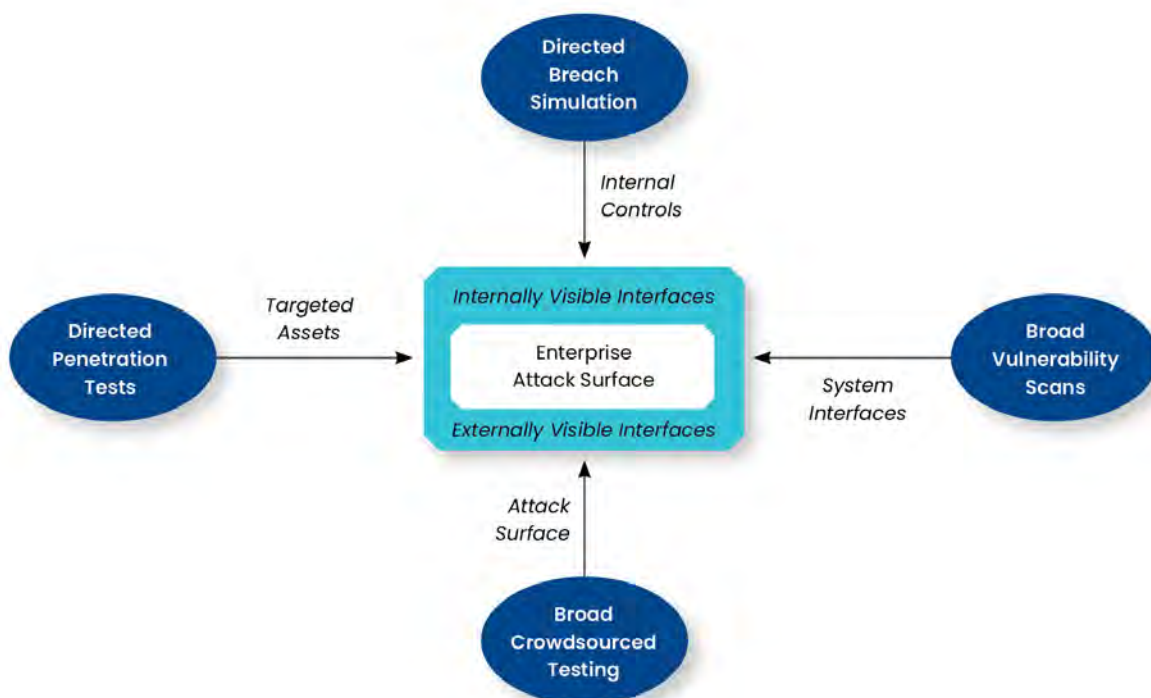 Directed
Breach
Simulation
Internal
Controls
Internally Visible Interfaces
Targeted
Assets
Directed
Penetration
Tests
Enterprise
Attack Surface
Broad
Vulnerability
Scans
System
Interfaces
Externally Visible Interfaces
Attack
Surface
Broad
Crowdsourced
Testing